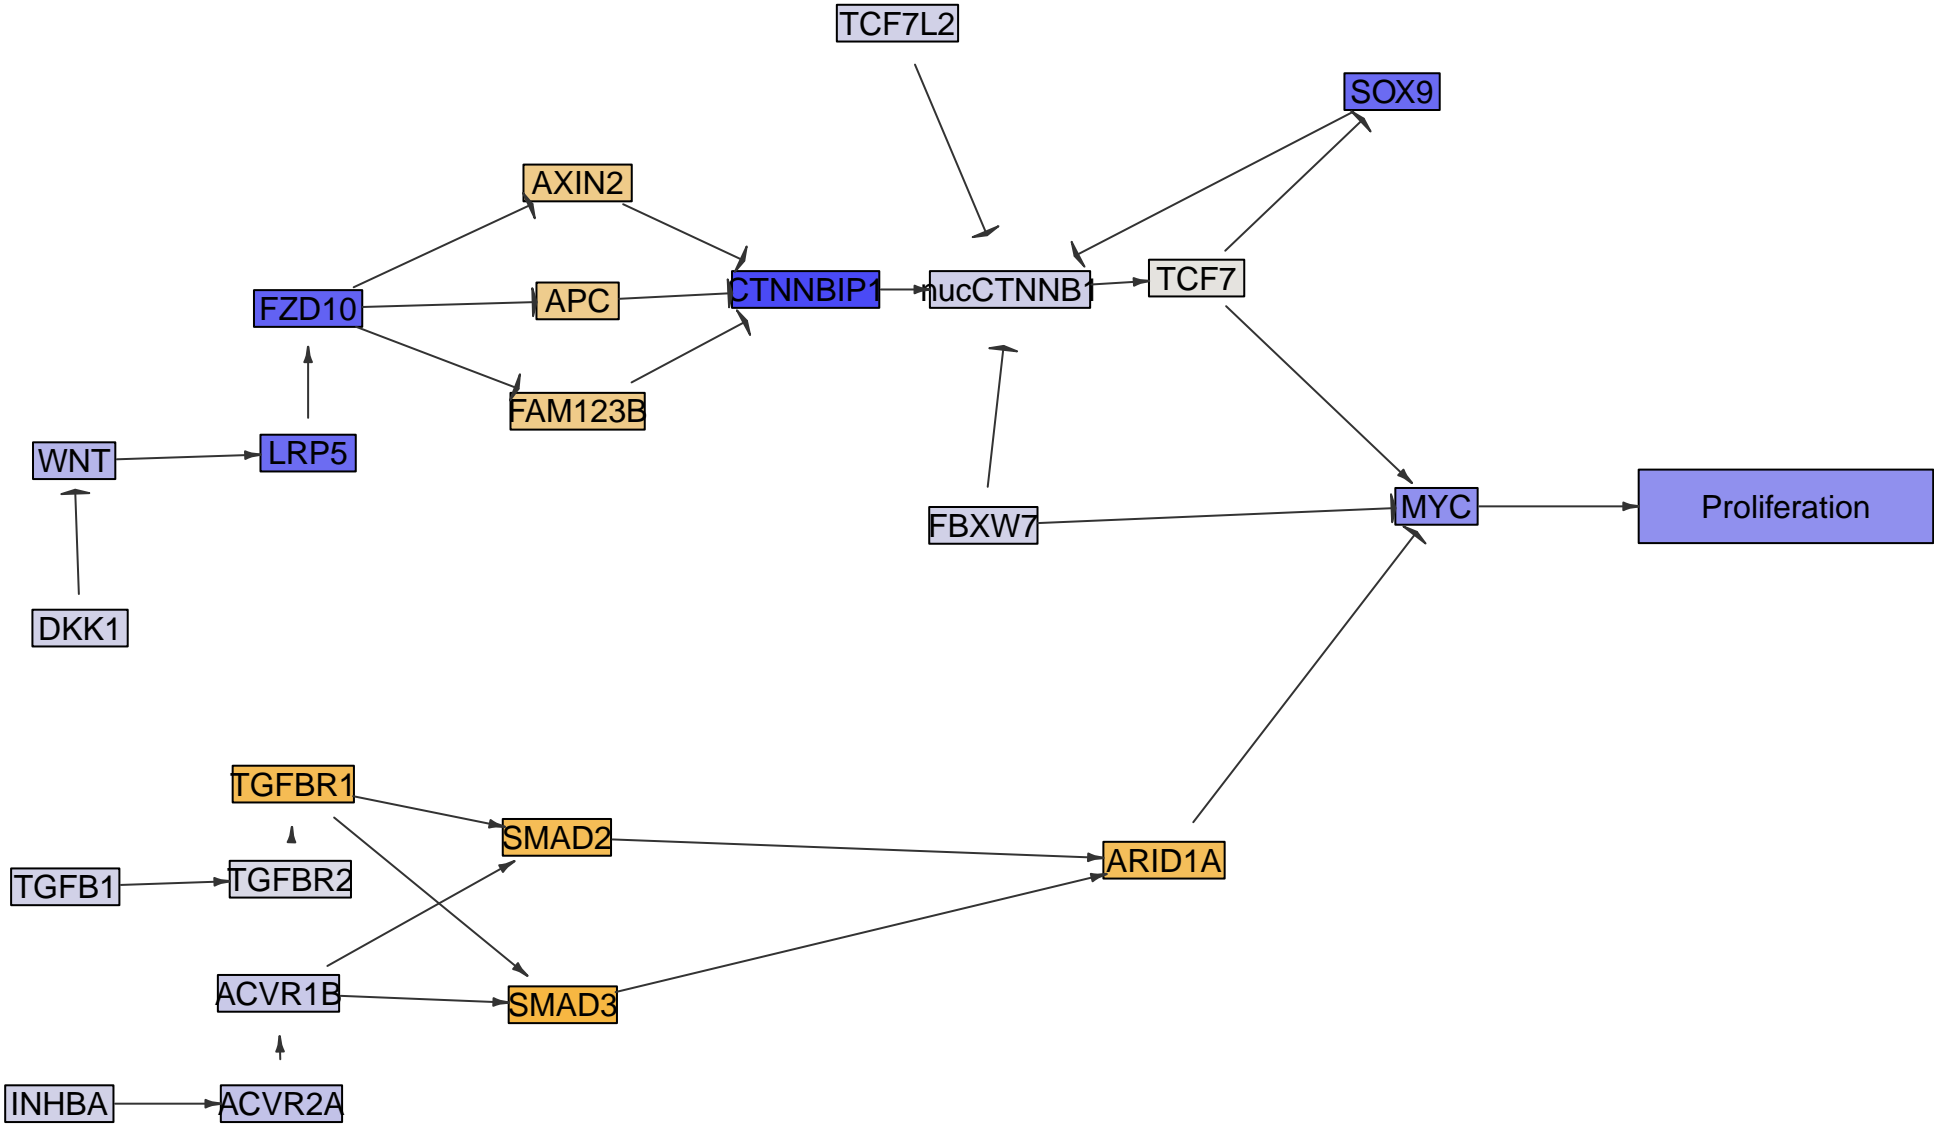 TCF7L2
SOX9
AXIN2
FZD10
APC
CTNNBIP1
nucCTNNB1
TCF7
FAM123B
WNT
LRP5
FBXW7
MYC
Proliferation
DKK1
TGFBR1
SMAD2
TGFB1
TGFBR2
ARID1A
ACVR1B
SMAD3
INHBA
ACVR2A